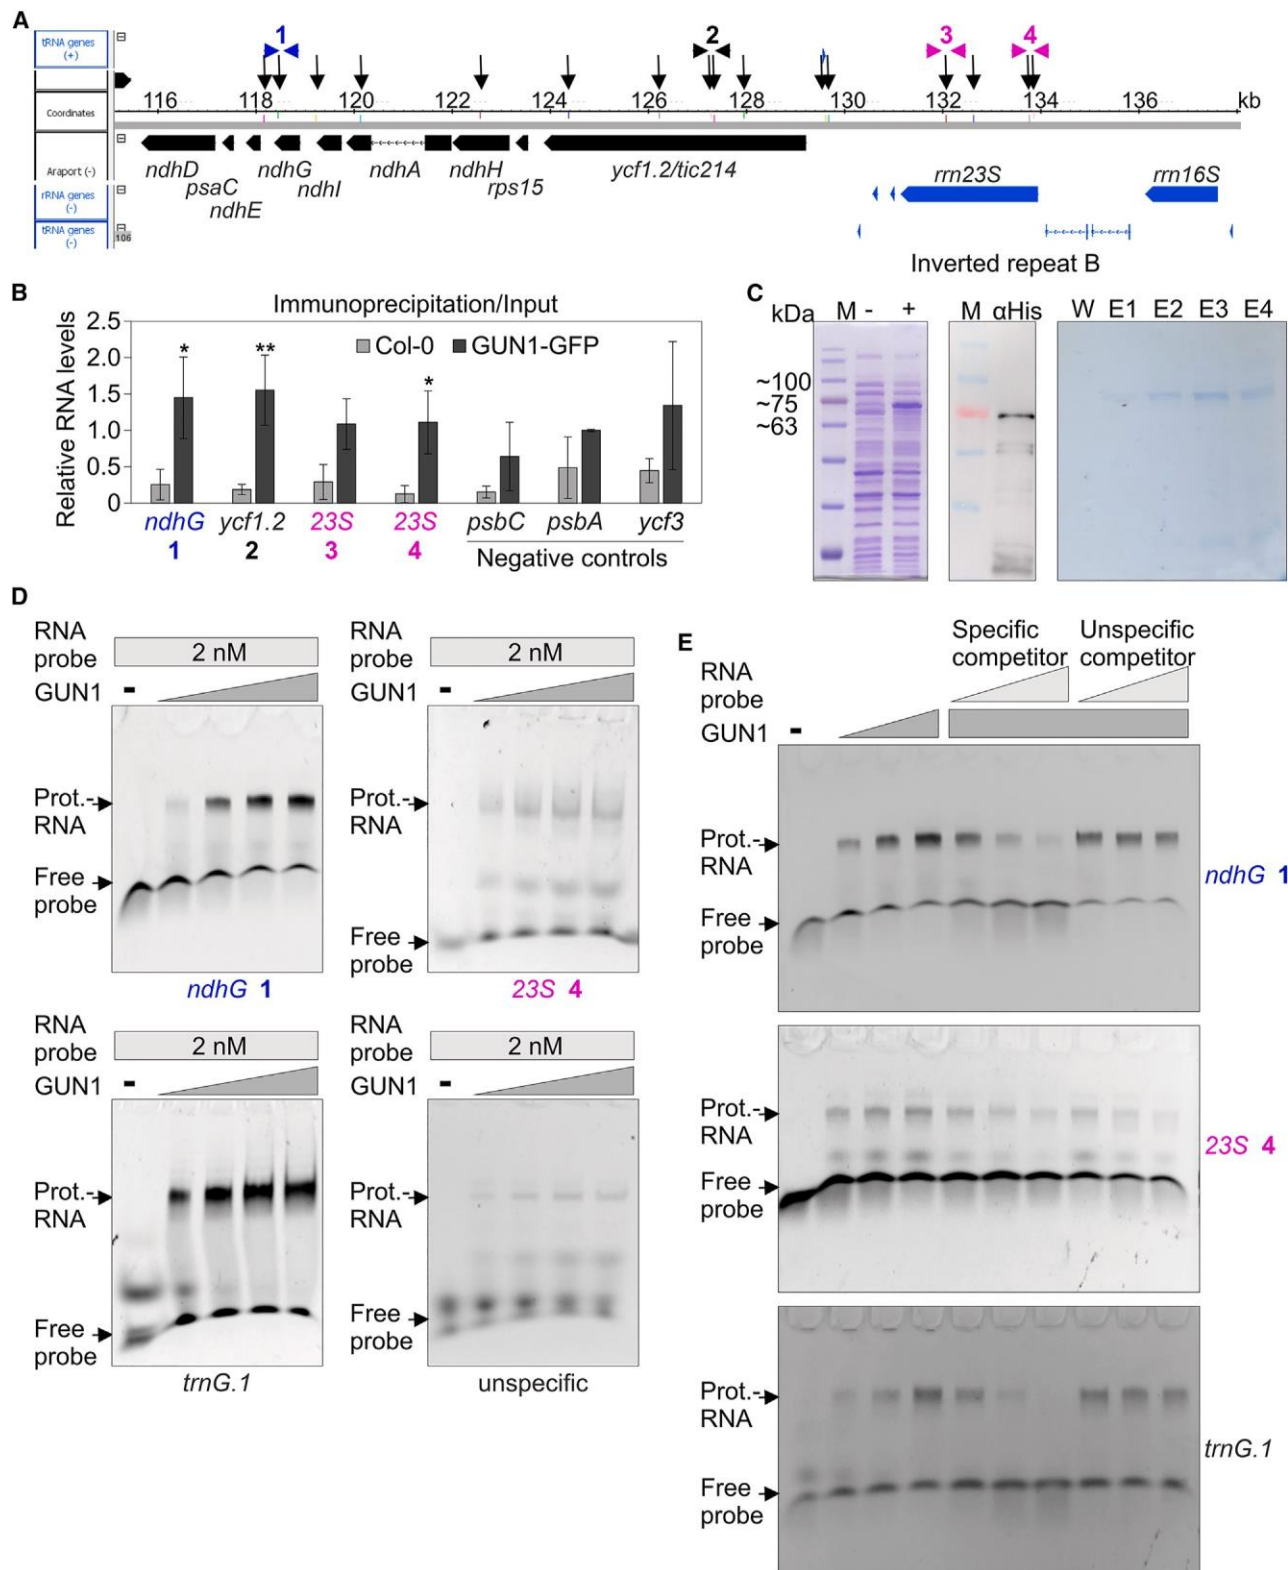 A
tRNA genes
(+)
1
2
3
4
Coordinates
116
118
120
122
124
126
128
130
132
134
136
kb
Araport (-)
ndhD
psaC
ndhE
ndhG
ndhI
ndhA
ndhH
rps15
ycf1.2/tic214
rrn23S
rrn16S
rRNA genes
(-)
tRNA genes
(-)
106
Inverted repeat B
B
Immunoprecipitation/Input
Relative RNA levels
2.5
2.0
1.5
1.0
0.5
0
Col-0
GUN1-GFP
*
**
*
ndhG
ycf1.2
23S
23S
psbC
psbA
ycf3
1
2
3
4
Negative controls
C
kDa
M - +
~100
~75
~63
M αHis
W E1 E2 E3 E4
D
RNA
probe
2 nM
GUN1
-
Prot.-
RNA
Free
probe
ndhG 1
RNA
probe
2 nM
GUN1
-
Prot.-
RNA
Free
probe
23S 4
RNA
probe
2 nM
GUN1
-
Prot.-
RNA
Free
probe
trnG.1
RNA
probe
2 nM
GUN1
-
Prot.-
RNA
Free
probe
unspecific
E
Specific
competitor
Unspecific
competitor
RNA
probe
GUN1
-
Prot.-
RNA
Free
probe
ndhG 1
Prot.-
RNA
Free
probe
23S 4
Prot.-
RNA
Free
probe
trnG.1